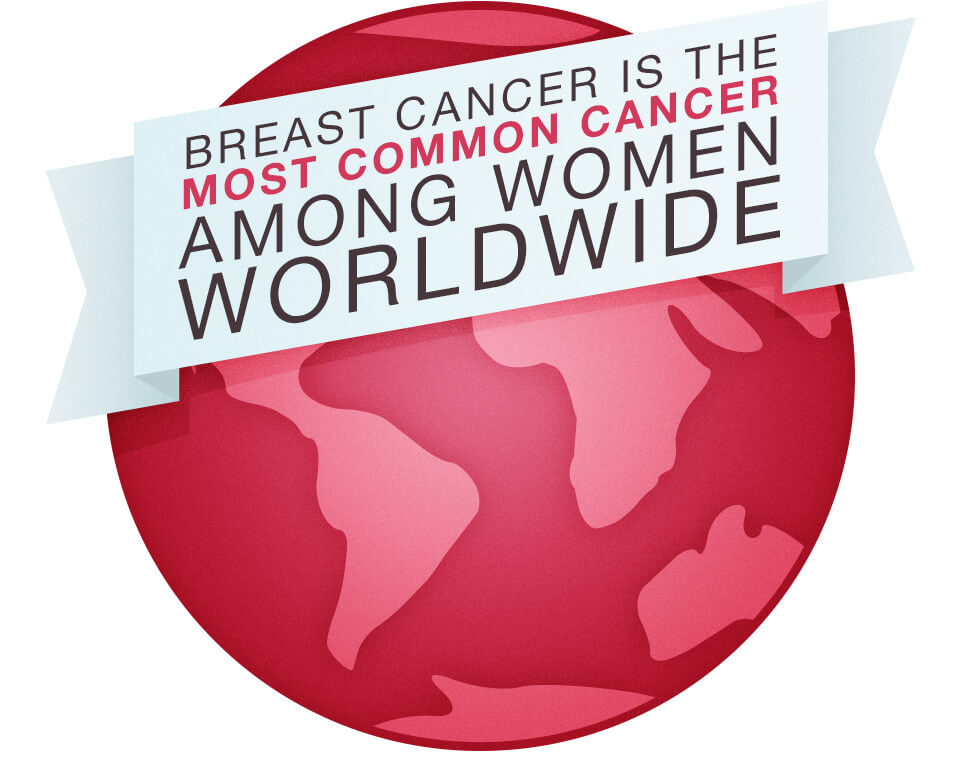 BREAST CANCER IS THE
MOST COMMON CANCER
AMONG WOMEN
WORLDWIDE